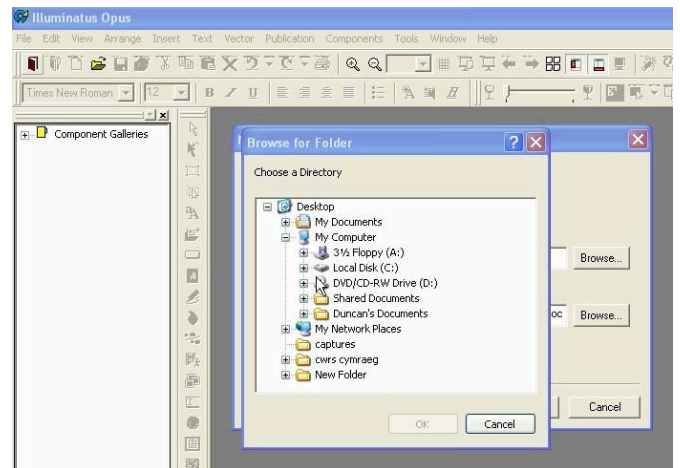 Illuminatus Opus
File Edit View Arrange Insert Text Vector Publication Components Tools Window Help
Times New Roman 12 B I U
Component Galleries
Browse for Folder
Choose a Directory
Desktop
My Documents
My Computer
3½ Floppy (A:)
Local Disk (C:)
DVD/CD-RW Drive (D:)
Shared Documents
Duncan's Documents
My Network Places
captures
cwrs cymraeg
New Folder
OK Cancel
Browse...
oc Browse...
Cancel